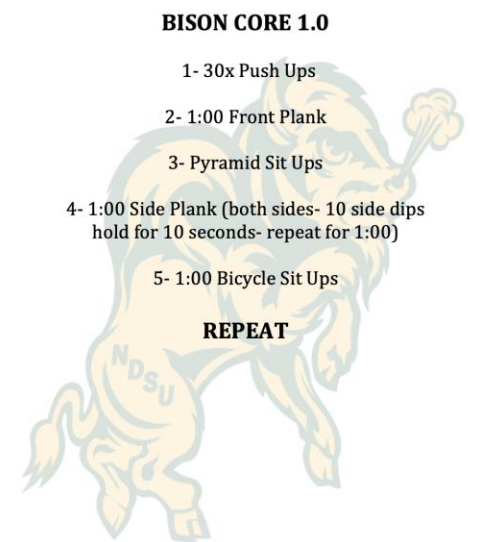 BISON CORE 1.0
1- 30x Push Ups
2- 1:00 Front Plank
3- Pyramid Sit Ups
4- 1:00 Side Plank (both sides- 10 side dips
hold for 10 seconds- repeat for 1:00)
5- 1:00 Bicycle Sit Ups
REPEAT
NDSU